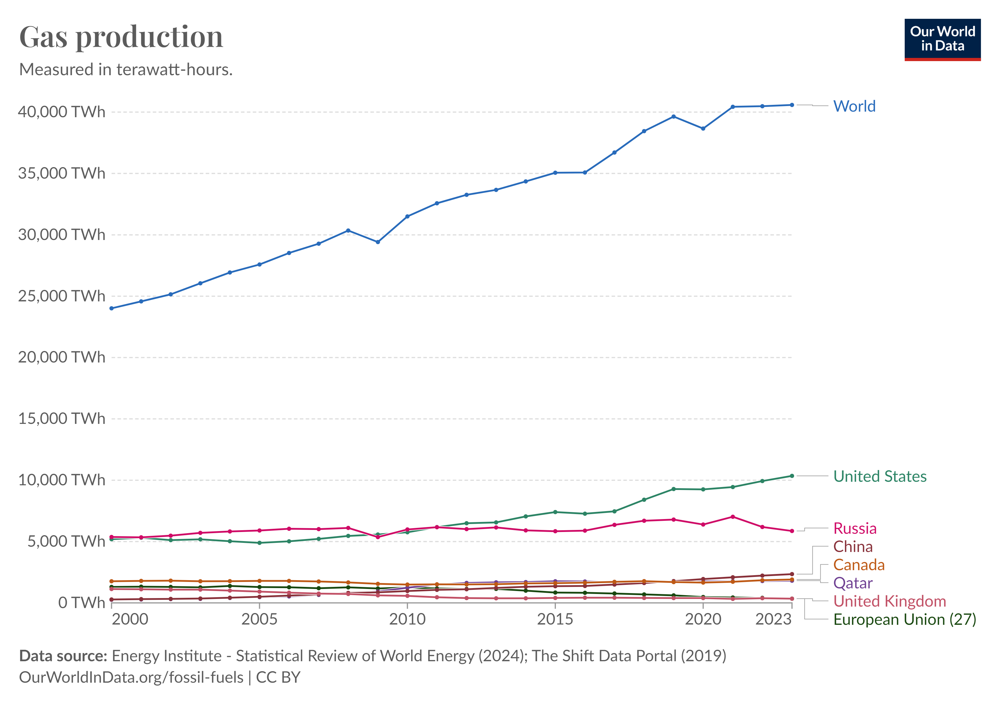 Gas production
Measured in terawatt-hours.
Our World
in Data
40,000 TWh
35,000 TWh
30,000 TWh
25,000 TWh
20,000 TWh
15,000 TWh
10,000 TWh
5,000 TWh
0 TWh
World
United States
Russia
China
Canada
Qatar
United Kingdom
European Union (27)
2000 2005 2010 2015 2020 2023
Data source: Energy Institute - Statistical Review of World Energy (2024); The Shift Data Portal (2019)
OurWorldInData.org/fossil-fuels | CC BY